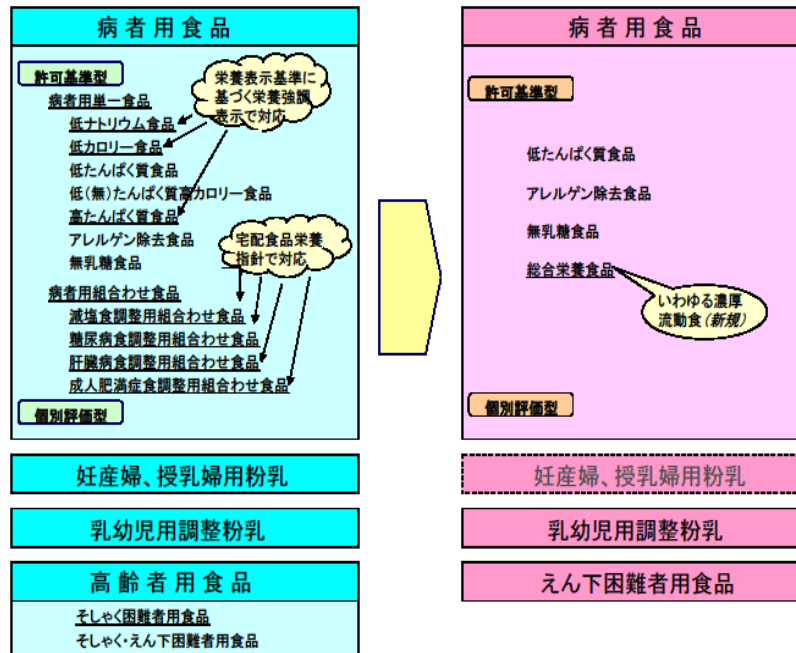 病者用食品
許可基準型
病者用単一食品
低ナトリウム食品
低カロリー食品
低たんぱく質食品
低(無)たんぱく質高カロリー食品
高たんぱく質食品
アレルゲン除去食品
無乳糖食品
栄養表示基準に
基づく栄養強調
表示で対応
宅配食品栄養
指針で対応
病者用組合わせ食品
減塩食調整用組合わせ食品
糖尿病食調整用組合わせ食品
肝臓病食調整用組合わせ食品
成人肥満症食調整用組合わせ食品
個別評価型
妊産婦、授乳婦用粉乳
乳幼児用調整粉乳
高齢者用食品
そしゃく困難者用食品
そしゃく・えん下困難者用食品
病者用食品
許可基準型
低たんぱく質食品
アレルゲン除去食品
無乳糖食品
総合栄養食品
いわゆる濃厚
流動食(新規)
個別評価型
妊産婦、授乳婦用粉乳
乳幼児用調整粉乳
えん下困難者用食品